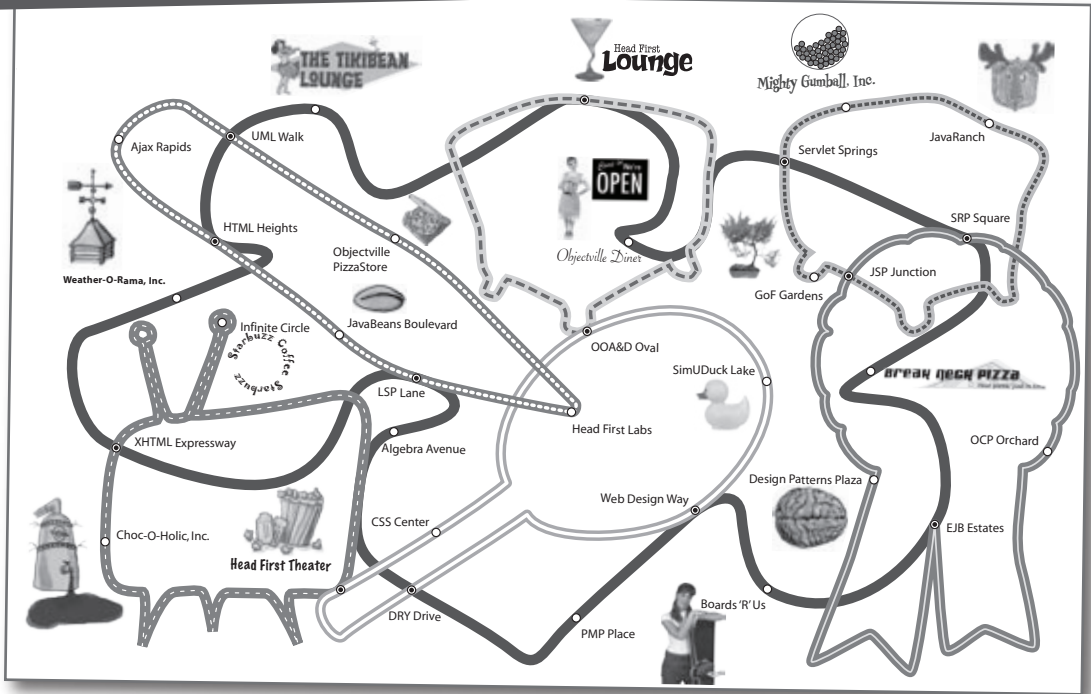 THE TIKIBEAN
LOUNGE
Head First
Lounge
Mighty Gumball, Inc.
Ajax Rapids
UML Walk
Servlet Springs
JavaRanch
OPEN
HTML Heights
Objectville
PizzaStore
Objectville Diner
SRP Square
Weather-O-Rama, Inc.
GoF Gardens
JSP Junction
Infinite Circle
JavaBeans Boulevard
Starbuzz Coffee
Starbuzz
OOA&D Oval
SimUDuck Lake
BREAK NECK PIZZA
LSP Lane
Head First Labs
XHTML Expressway
Algebra Avenue
OCP Orchard
Design Patterns Plaza
Web Design Way
CSS Center
EJB Estates
Choc-O-Holic, Inc.
Head First Theater
DRY Drive
Boards 'R' Us
PMP Place